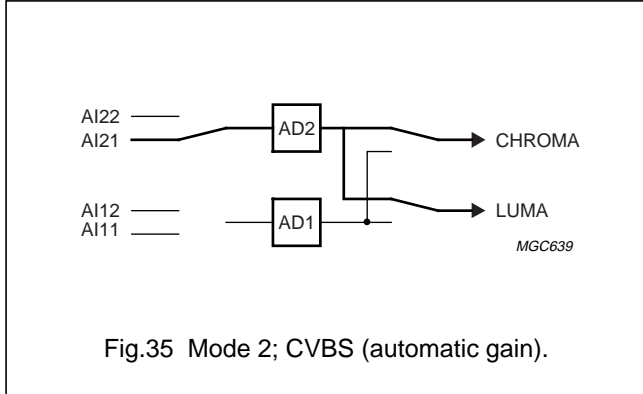 AI22
AI21
AD2
CHROMA
AI12
AI11
AD1
LUMA
MGC639
Fig.35 Mode 2; CVBS (automatic gain).